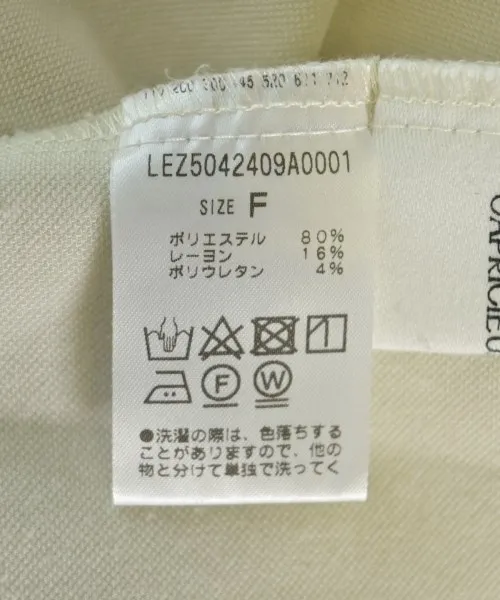 LEZ5042409A0001
SIZE F
ポリエステル 80%
レーヨン 16%
ポリウレタン 4%
F
W
●洗濯の際は、色落ちする
ことがありますので、他の
物と分けて単独で洗ってく
CAPRICIEU